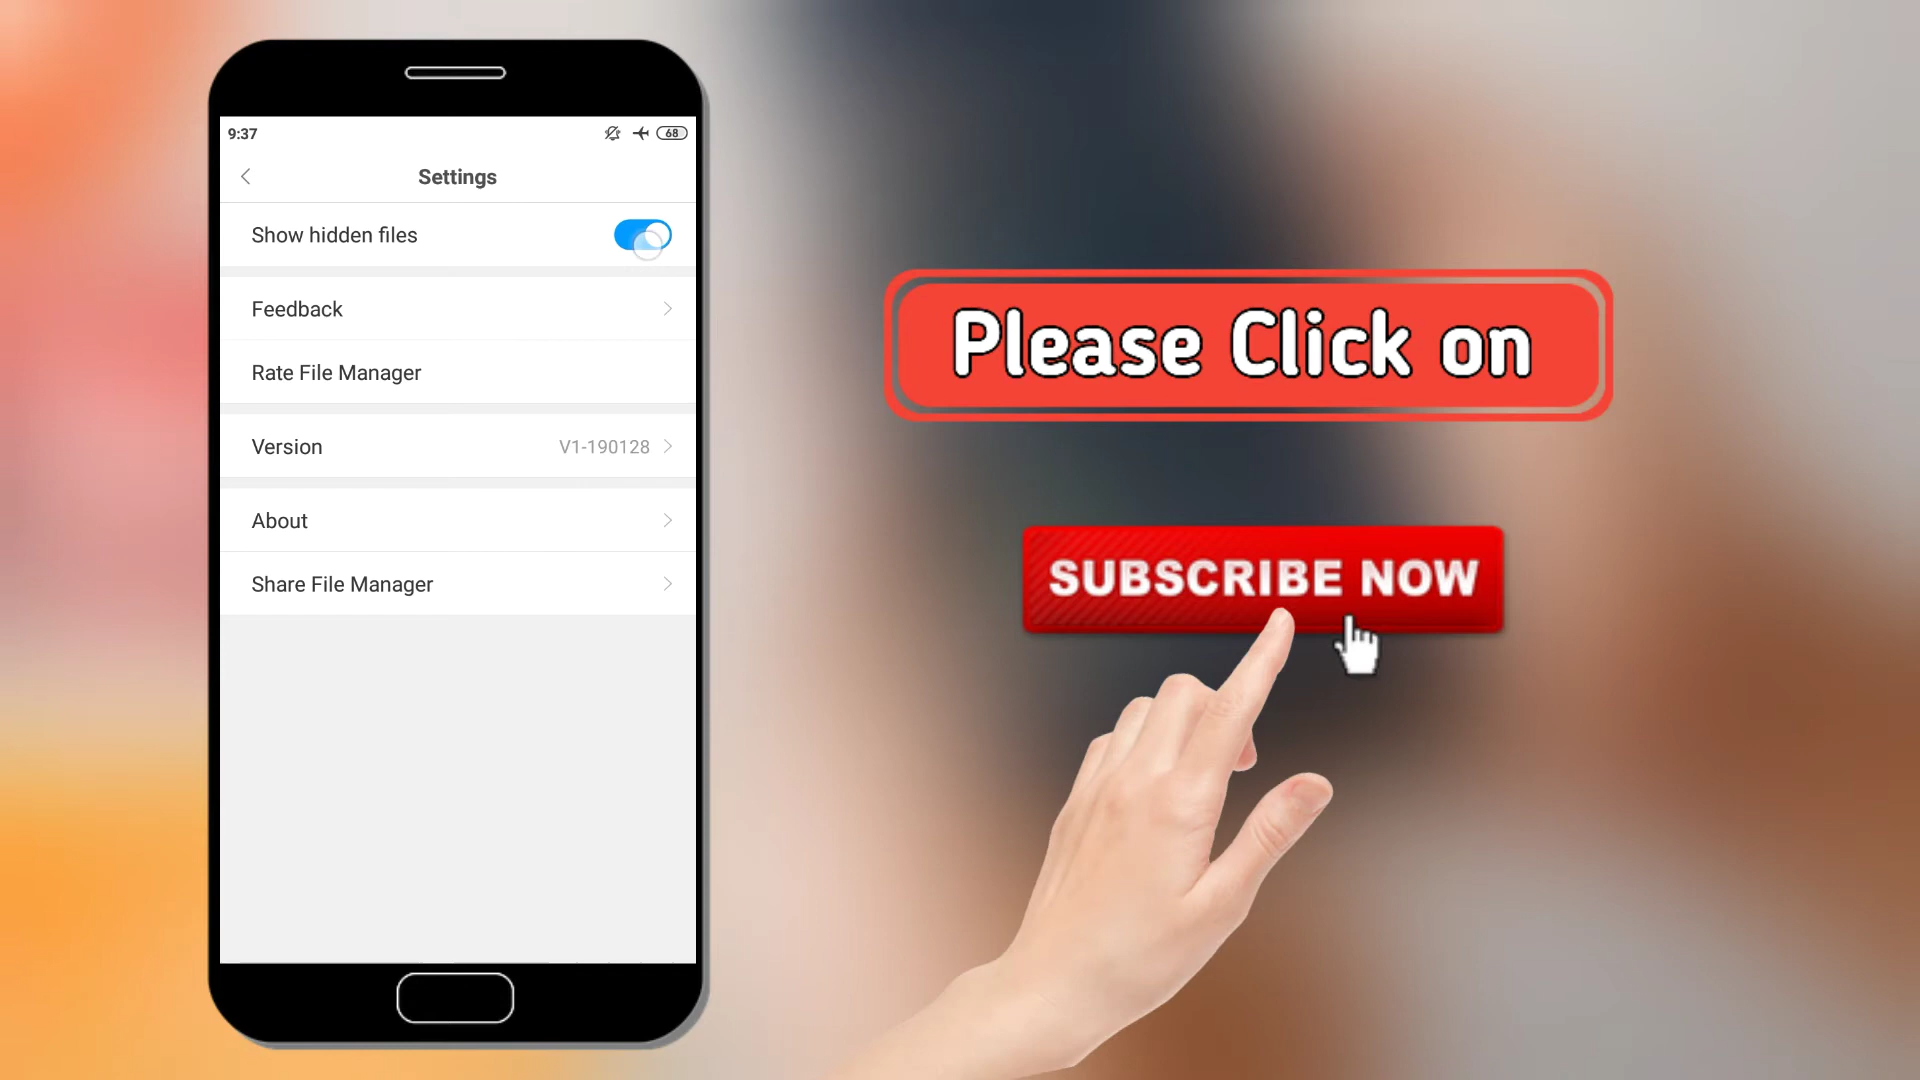 9:37
68
Settings
Show hidden files
Feedback
Rate File Manager
Version V1-190128
About
Share File Manager
Please Click on
SUBSCRIBE NOW